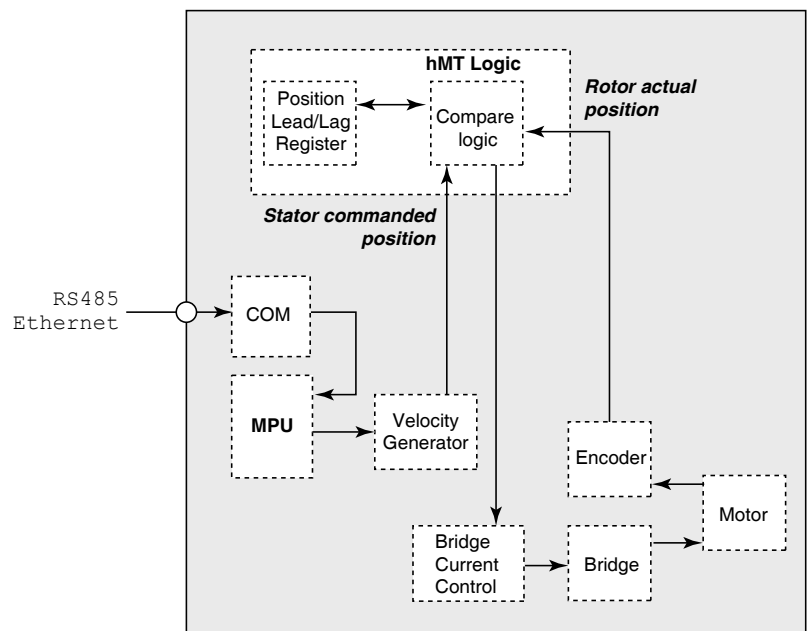 hMT Logic
Position
Lead/Lag
Register
Compare
logic
Rotor actual
position
Stator commanded
position
RS485
Ethernet
COM
MPU
Velocity
Generator
Encoder
Motor
Bridge
Current
Control
Bridge